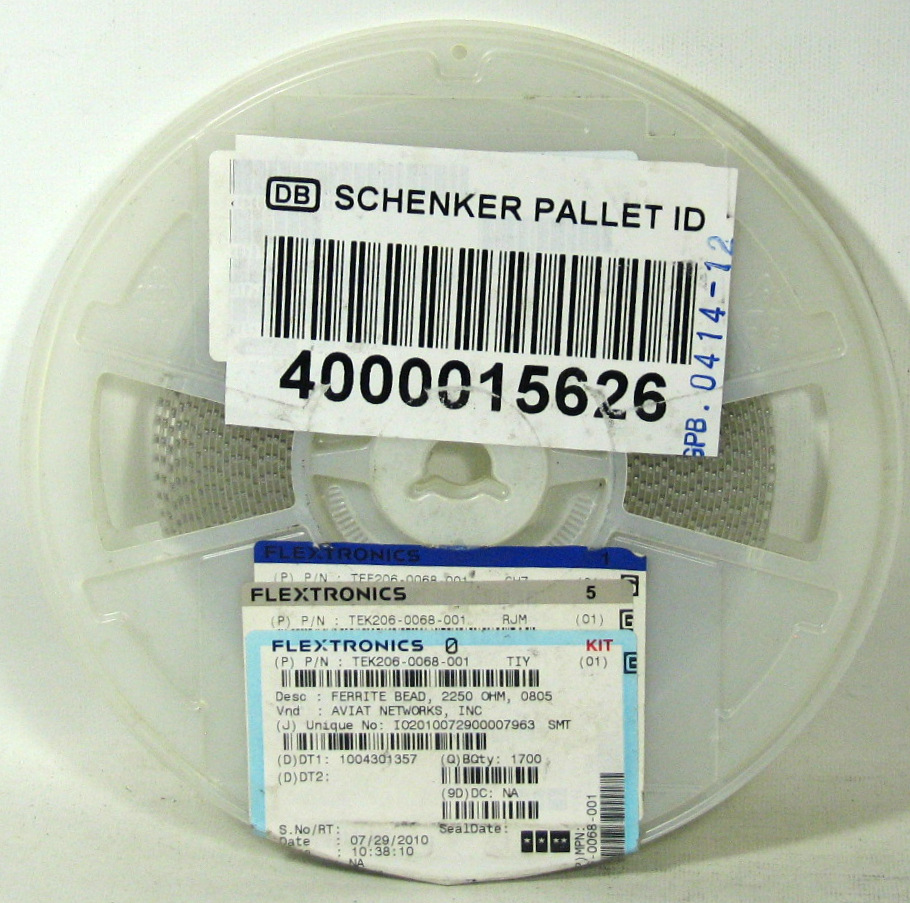 DB SCHENKER PALLET ID
4000015626
GPB. 0414-12
FLEXTRONICS 1
(P) P/N : TEF206-0068-001
FLEXTRONICS 5
(P) P/N : TEK206-0068-001 RJM (01)
FLEXTRONICS 0 KIT
(P) P/N : TEK206-0068-001 TIY (01)
Desc : FERRITE BEAD, 2250 OHM, 0805
Vnd : AVIAT NETWORKS, INC
(J) Unique No: IO2010072900007963 SMT
(D)DT1: 1004301357 (Q)BQty: 1700
(D)DT2:
(9D)DC: NA
S.No/RT: SealDate:
Date : 07/29/2010
: 10:38:10
NA
)MPN:
-0068-001